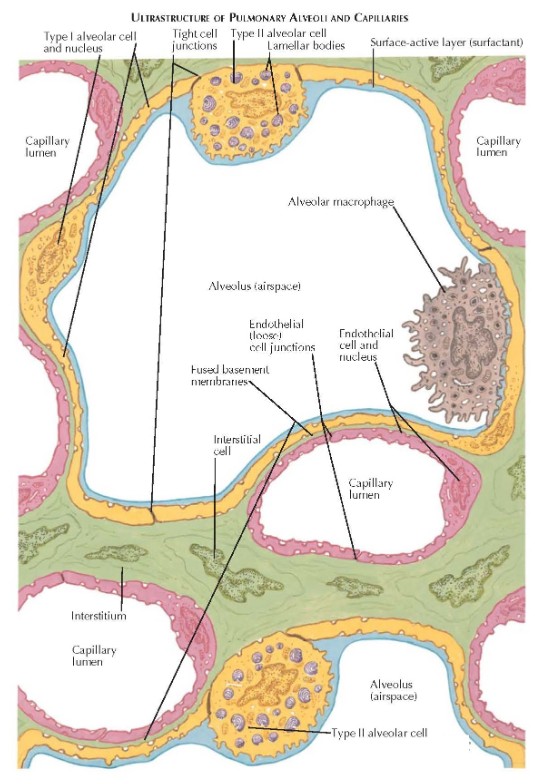 ULTRASTRUCTURE OF PULMONARY ALVEOLI AND CAPILLARIES
Type I alveolar cell
and nucleus
Tight cell
junctions
Type II alveolar cell
Lamellar bodies
Surface-active layer (surfactant)
Capillary
lumen
Capillary
lumen
Alveolar macrophage
Alveolus (airspace)
Endothelial
(loose)
cell junctions
Endothelial
cell and
nucleus
Fused basement
membranes
Interstitial
cell
Capillary
lumen
Interstitium
Capillary
lumen
Alveolus
(airspace)
Type II alveolar cell